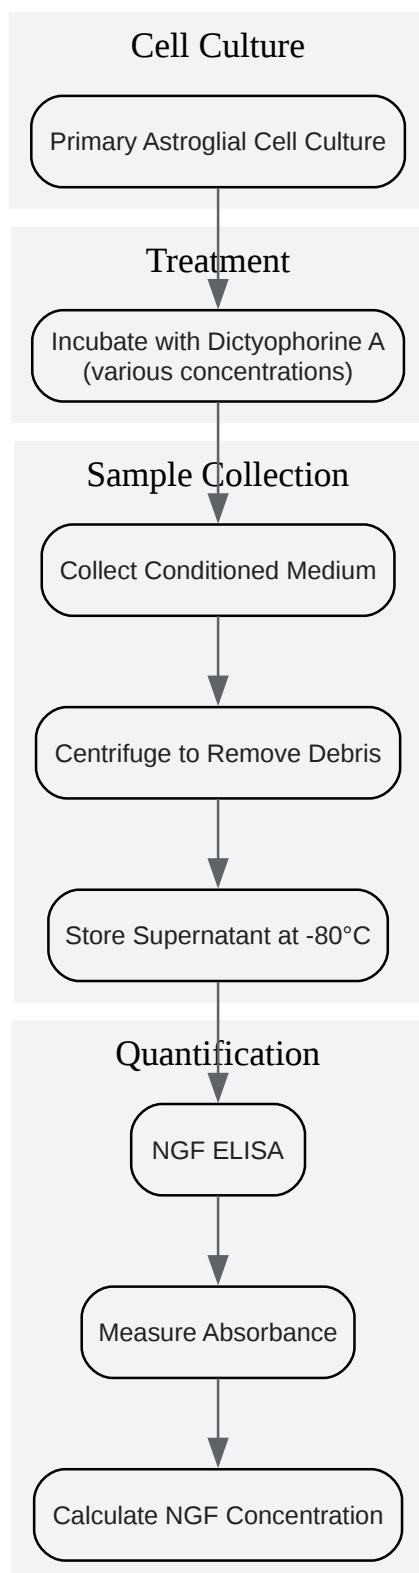 Cell Culture
Primary Astroglial Cell Culture
Treatment
Incubate with Dictyophorine A
(various concentrations)
Sample Collection
Collect Conditioned Medium
Centrifuge to Remove Debris
Store Supernatant at -80°C
Quantification
NGF ELISA
Measure Absorbance
Calculate NGF Concentration